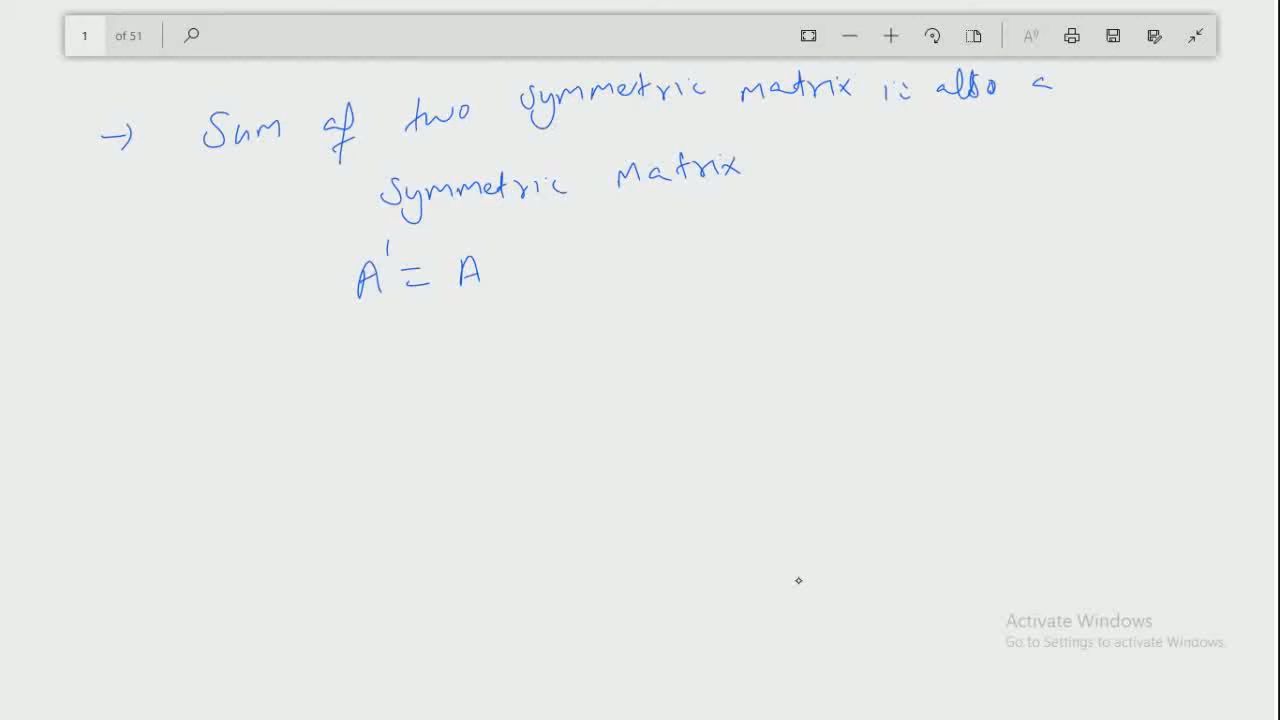 1 of 51
→ Sum of two symmetric matrix is also a
symmetric matrix
A' = A
Activate Windows
Go to Settings to activate Windows.